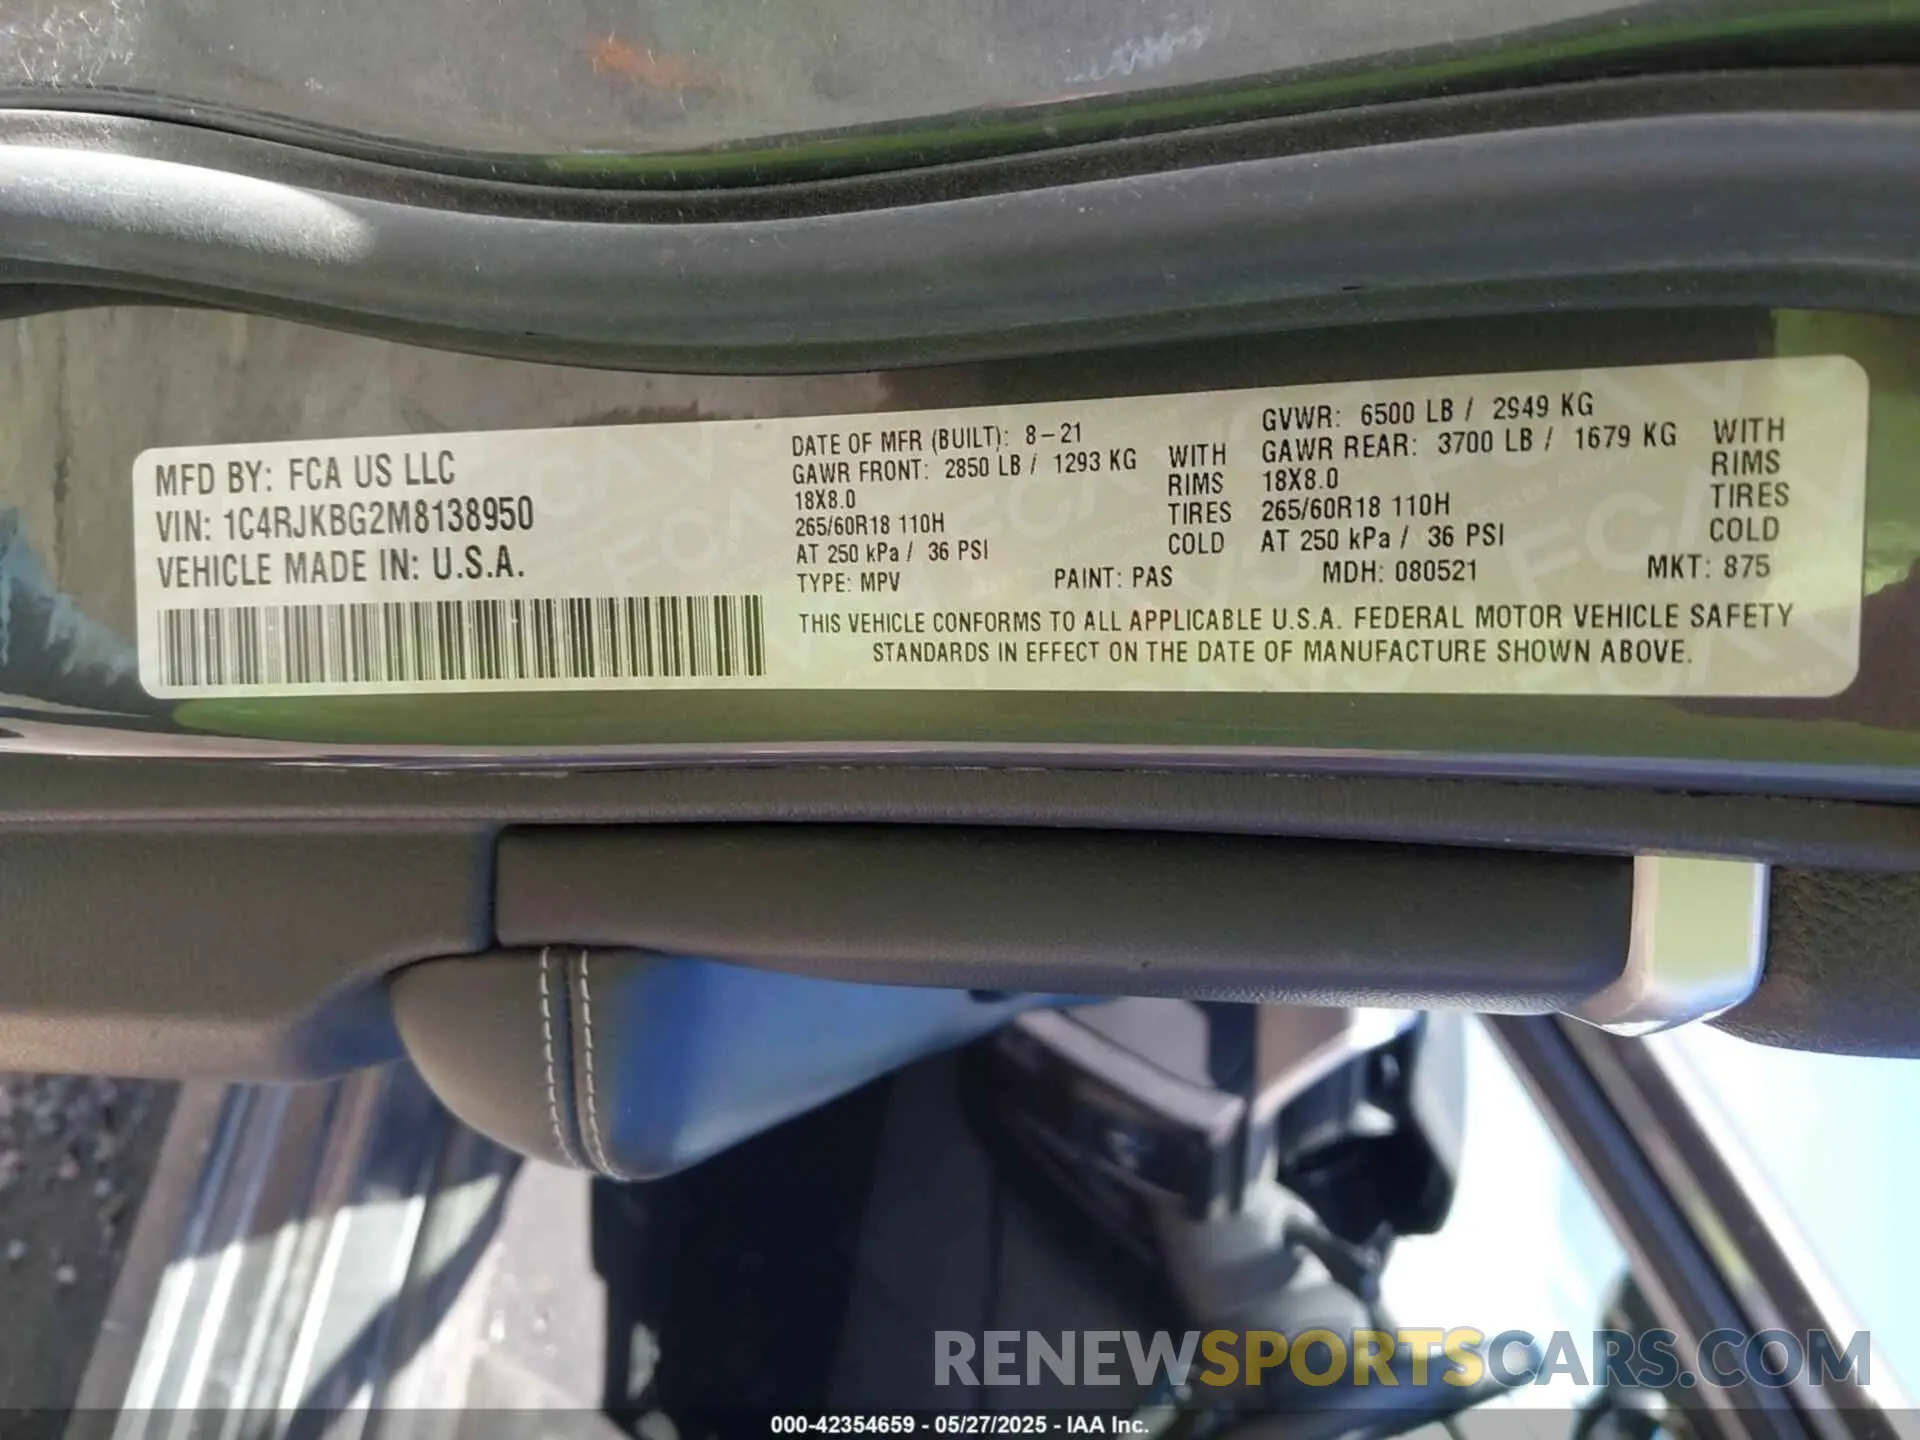 MFD BY: FCA US LLC
VIN: 1C4RJKBG2M8138950
VEHICLE MADE IN: U.S.A.
DATE OF MFR (BUILT): 8-21
GAWR FRONT: 2850 LB / 1293 KG WITH
18X8.0 RIMS
265/60R18 110H TIRES
AT 250 kPa / 36 PSI COLD
GVWR: 6500 LB / 2949 KG
GAWR REAR: 3700 LB / 1679 KG WITH
18X8.0 RIMS
265/60R18 110H TIRES
AT 250 kPa / 36 PSI COLD
TYPE: MPV PAINT: PAS MDH: 080521 MKT: 875
THIS VEHICLE CONFORMS TO ALL APPLICABLE U.S.A. FEDERAL MOTOR VEHICLE SAFETY
STANDARDS IN EFFECT ON THE DATE OF MANUFACTURE SHOWN ABOVE.
RENEWSPORTSCARS.COM
000-42354659 - 05/27/2025 - IAA Inc.